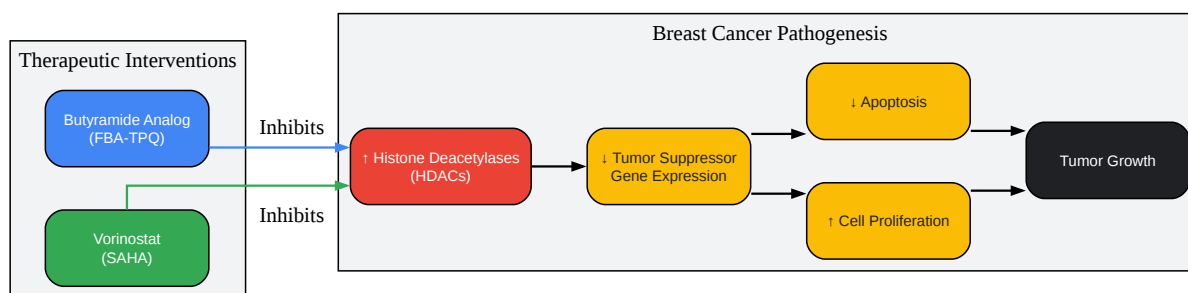 Therapeutic Interventions
Butyramide Analog
(FBA-TPQ)
Vorinostat
(SAHA)
Inhibits
Inhibits
Breast Cancer Pathogenesis
↑ Histone Deacetylases
(HDACs)
↓ Tumor Suppressor
Gene Expression
↓ Apoptosis
↑ Cell Proliferation
Tumor Growth